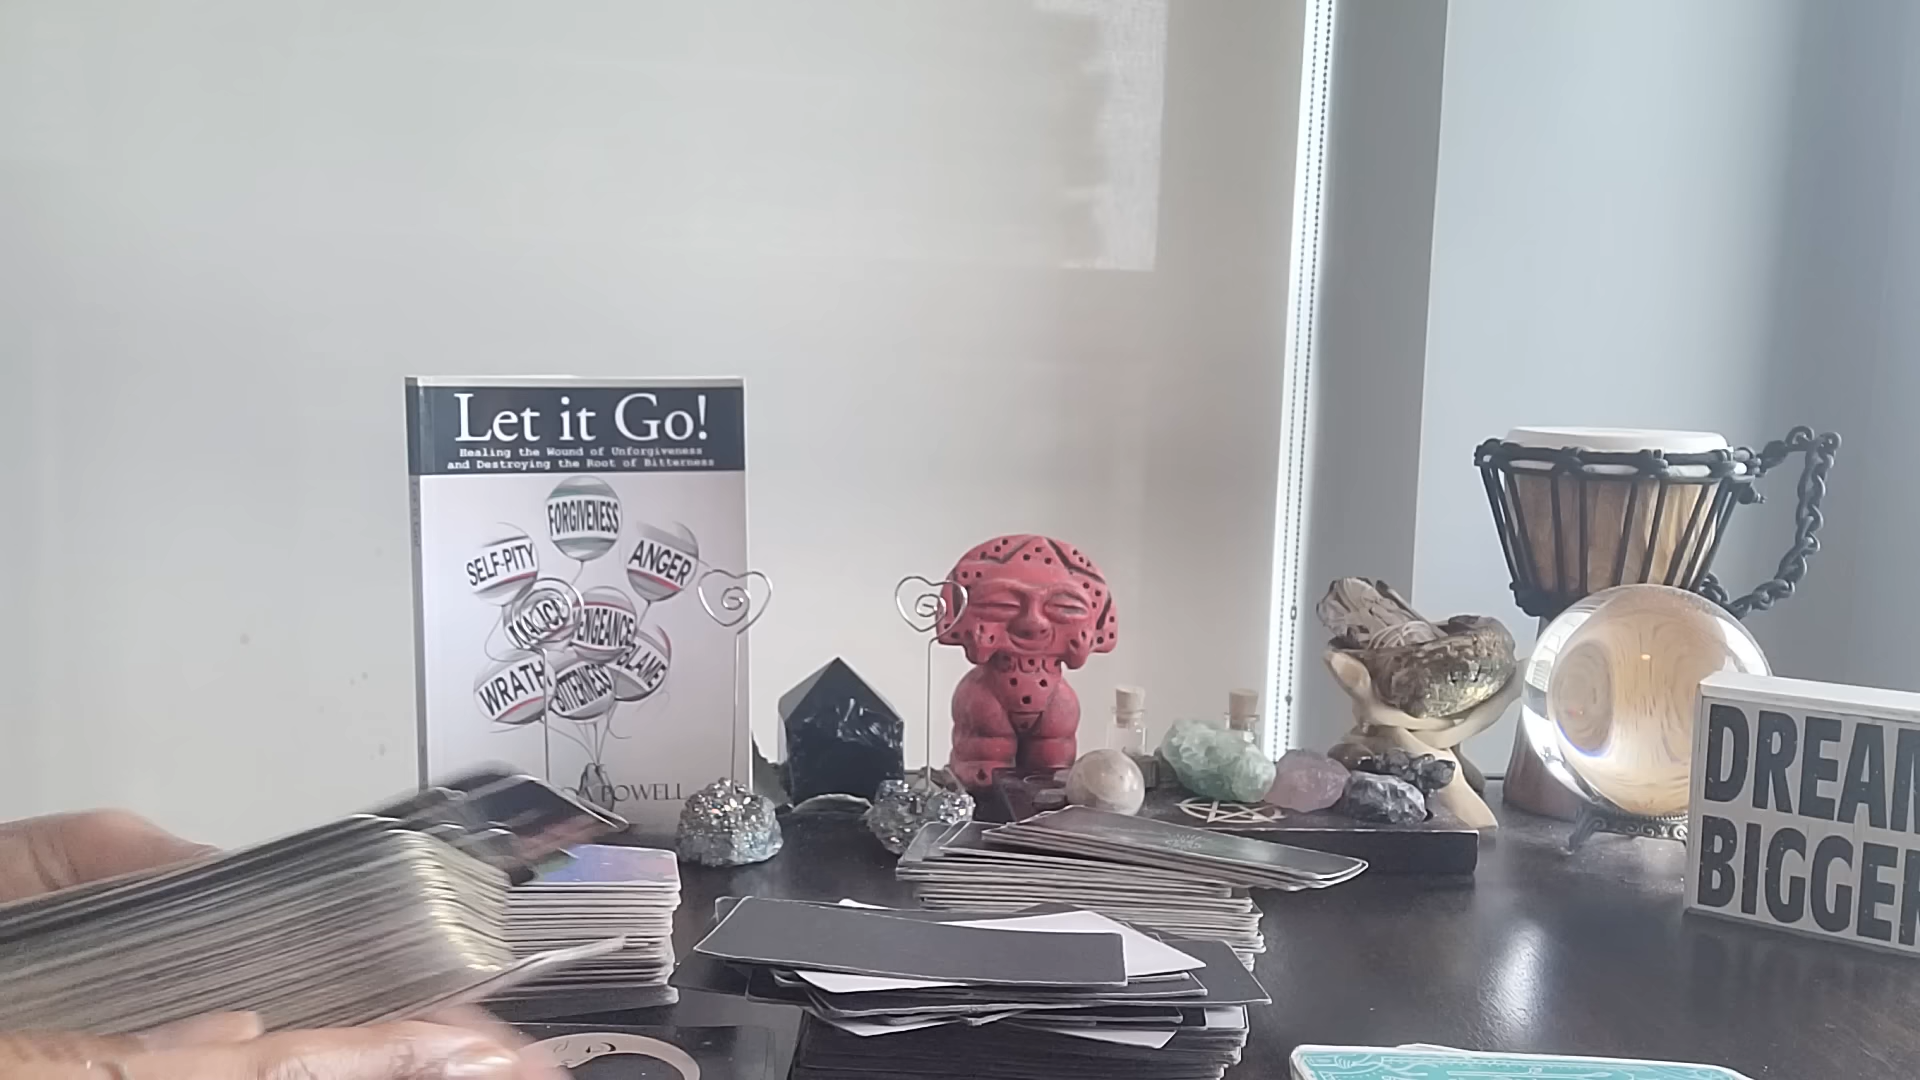 Let it Go!
Healing the Wound of Unforgiveness
and Destroying the Root of Bitterness
FORGIVENESS
SELF-PITY
ANGER
MALICE
VENGEANCE
BLAME
WRATH
BITTERNESS
POWELL
DREAM
BIGGER